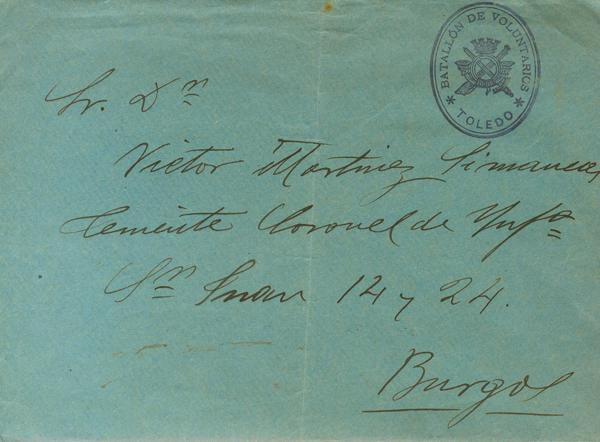 BATALLÓN DE VOLUNTARIOS
* TOLEDO *
Sr. Dn
Victor Martinez Simancas
Teniente Coronel de Infa
Sn Juan 14 y 24.
Burgos